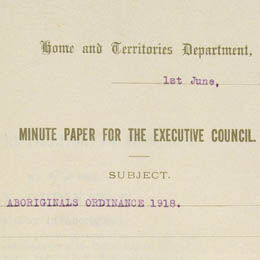 Home and Territories Department,
1st June,
MINUTE PAPER FOR THE EXECUTIVE COUNCIL.
SUBJECT.
ABORIGINALS ORDINANCE 1918.